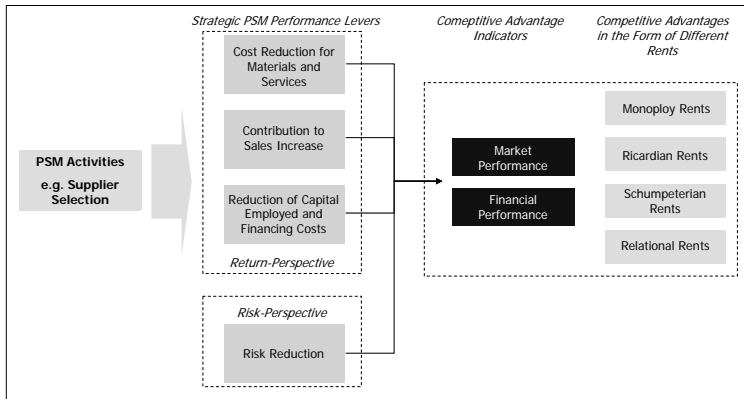 Strategic PSM Performance Levers
Comeptitive Advantage
Indicators
Competitive Advantages
in the Form of Different
Rents
PSM Activities
e.g. Supplier
Selection
Cost Reduction for
Materials and
Services
Contribution to
Sales Increase
Reduction of Capital
Employed and
Financing Costs
Return-Perspective
Risk-Perspective
Risk Reduction
Market
Performance
Financial
Performance
Monoploy Rents
Ricardian Rents
Schumpeterian
Rents
Relational Rents